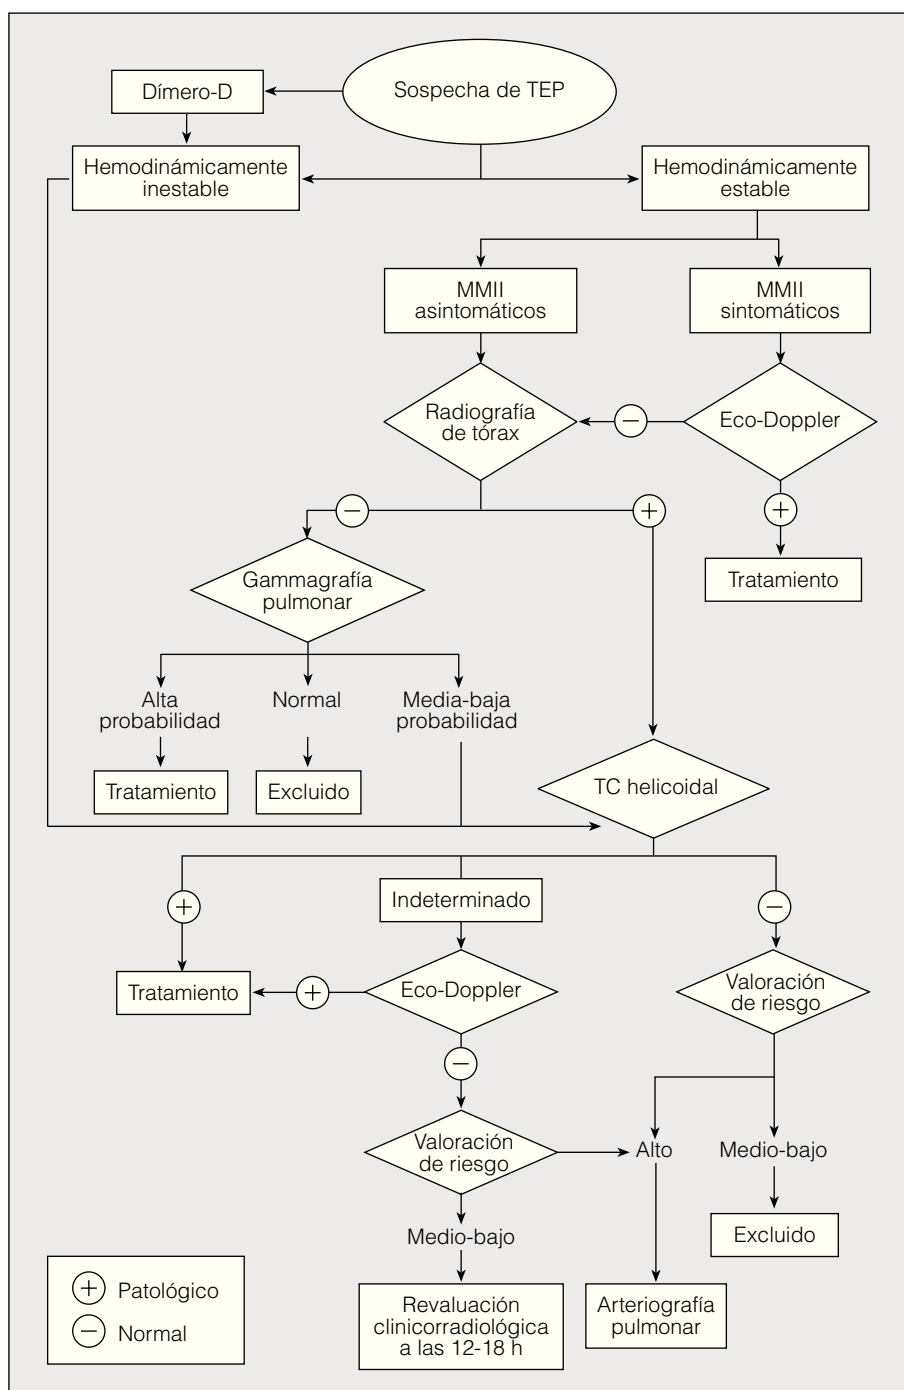 Sospecha de TEP
Dímero-D
Hemodinámicamente
inestable
Hemodinámicamente
estable
MMII
asintomáticos
MMII
sintomáticos
Radiografía
de tórax
−
Eco-Doppler
−
+
+
Gammagrafía
pulmonar
Tratamiento
Alta
probabilidad
Normal
Media-baja
probabilidad
Tratamiento
Excluido
TC helicoidal
+
Indeterminado
−
Tratamiento
+
Eco-Doppler
Valoración
de riesgo
−
Valoración
de riesgo
Alto
Medio-bajo
Medio-bajo
Excluido
Revaluación
clinicorradiológica
a las 12-18 h
Arteriografía
pulmonar
+ Patológico
− Normal